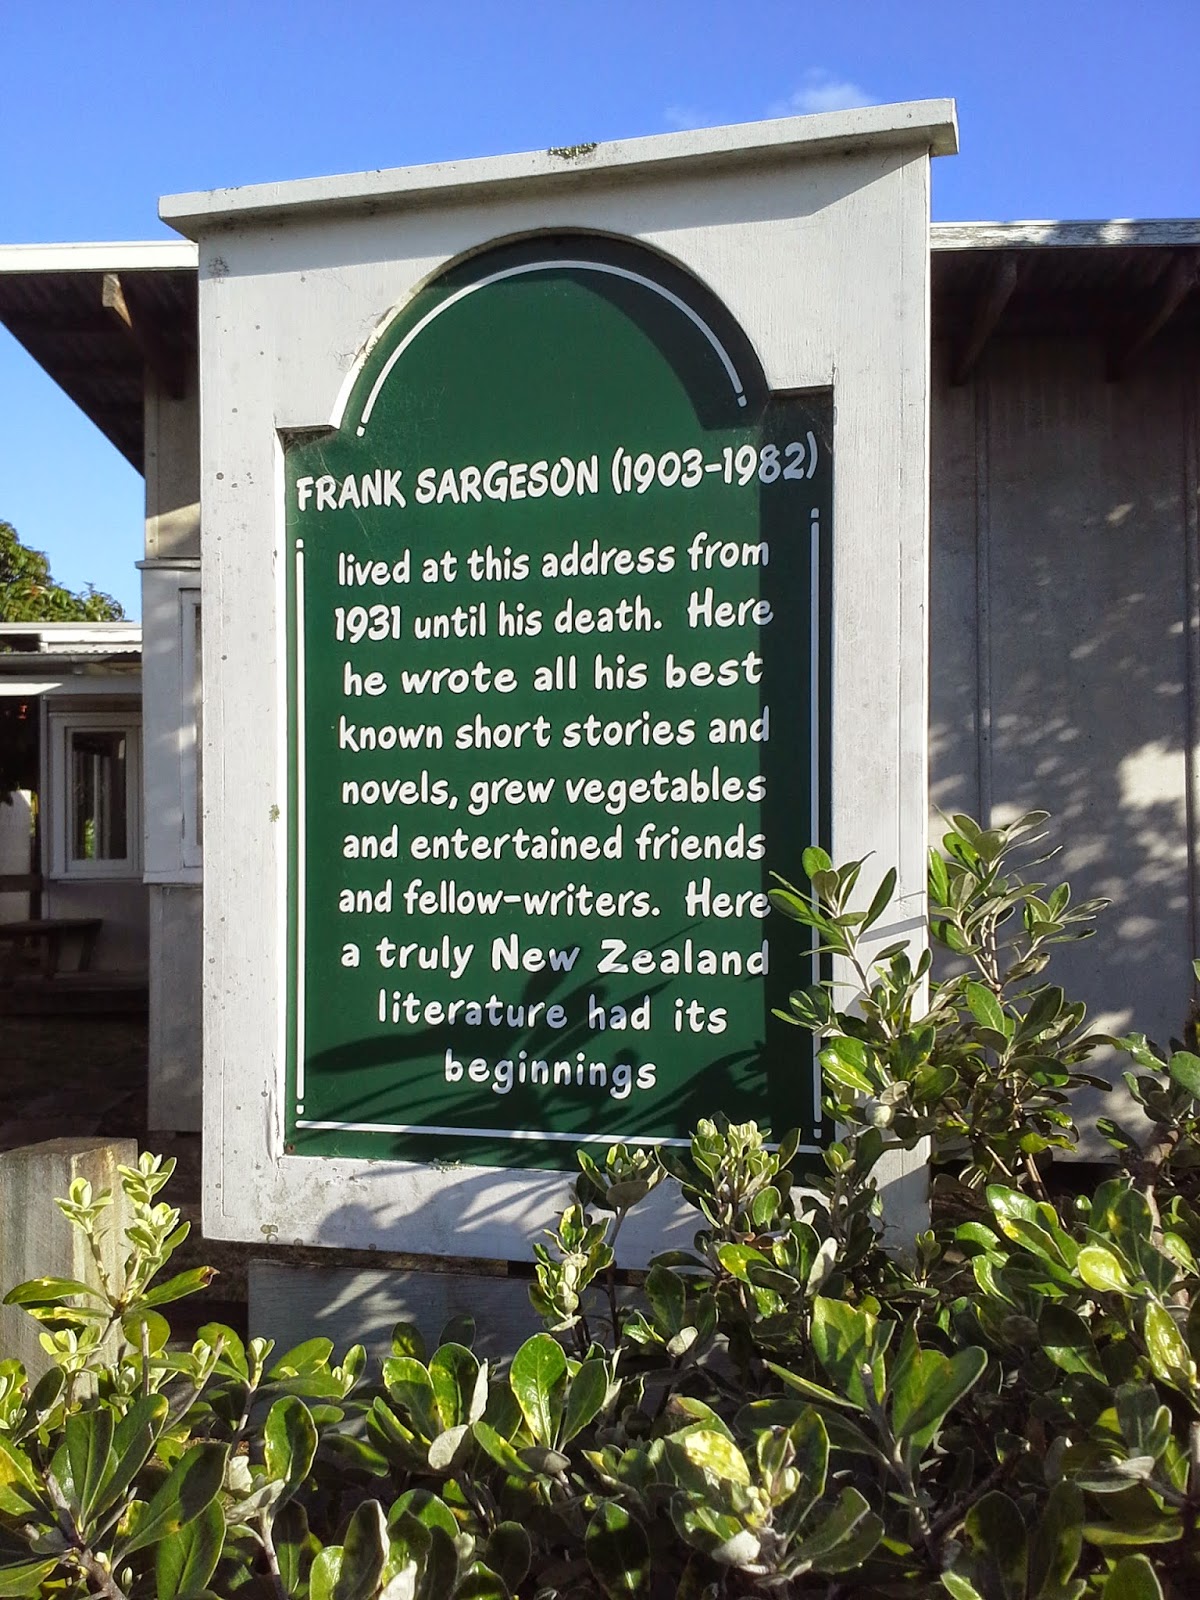 FRANK SARGESON (1903-1982)
lived at this address from
1931 until his death. Here
he wrote all his best
known short stories and
novels, grew vegetables
and entertained friends
and fellow-writers. Here
a truly New Zealand
literature had its
beginnings